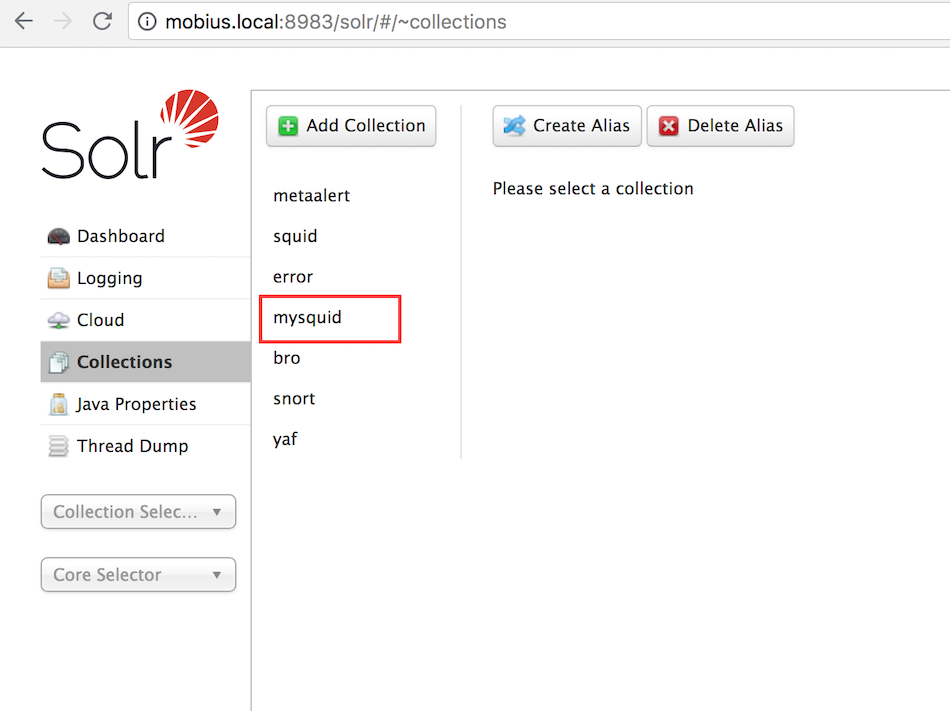 mobius.local:8983/solr/#/~collections
Solr
Dashboard
Logging
Cloud
Collections
Java Properties
Thread Dump
Collection Selec...
Core Selector
Add Collection
metaalert
squid
error
mysquid
bro
snort
yaf
Create Alias
Delete Alias
Please select a collection